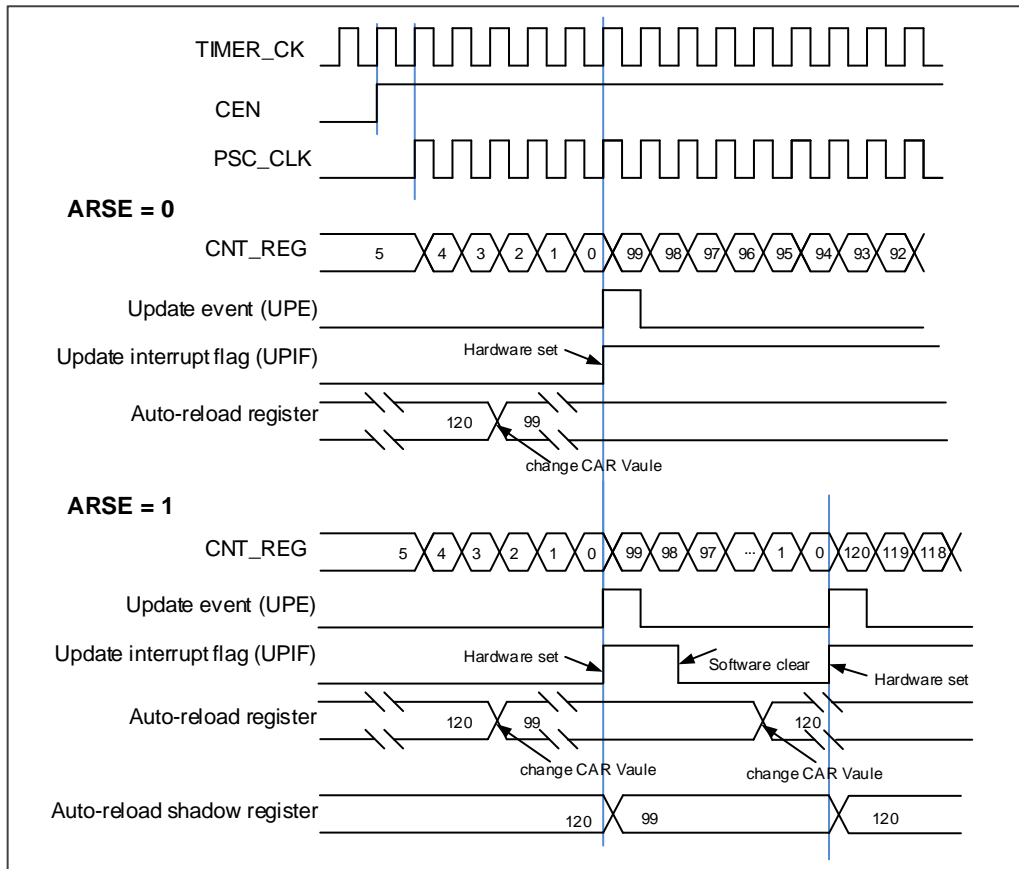 TIMER_CK
CEN
PSC_CLK
ARSE = 0
CNT_REG 5 4 3 2 1 0 99 98 97 96 95 94 93 92
Update event (UPE)
Update interrupt flag (UPIF) Hardware set
Auto-reload register 120 99
change CAR Vaule
ARSE = 1
CNT_REG 5 4 3 2 1 0 99 98 97 ... 1 0 120 119 118
Update event (UPE)
Update interrupt flag (UPIF) Hardware set Software clear Hardware set
Auto-reload register 120 99 120
change CAR Vaule change CAR Vaule
Auto-reload shadow register 120 99 120